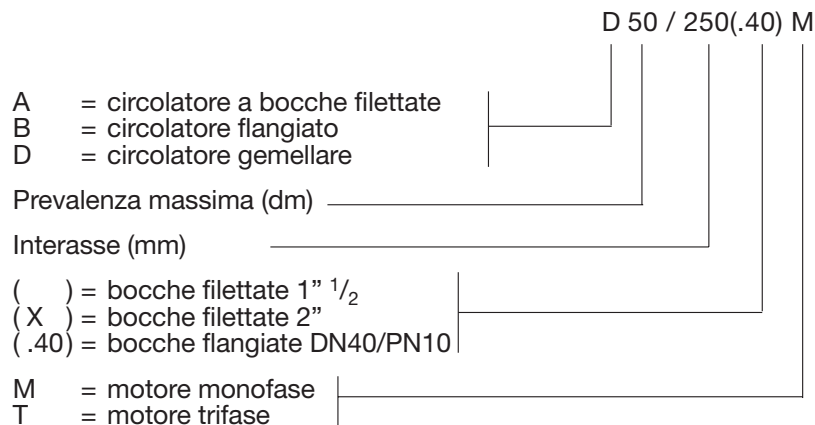 D 50 / 250(.40) M
A = circolatore a bocche filettate
B = circolatore flangiato
D = circolatore gemellare
Prevalenza massima (dm)
Interasse (mm)
( ) = bocche filettate 1” 1/2
( X ) = bocche filettate 2”
( .40) = bocche flangiate DN40/PN10
M = motore monofase
T = motore trifase